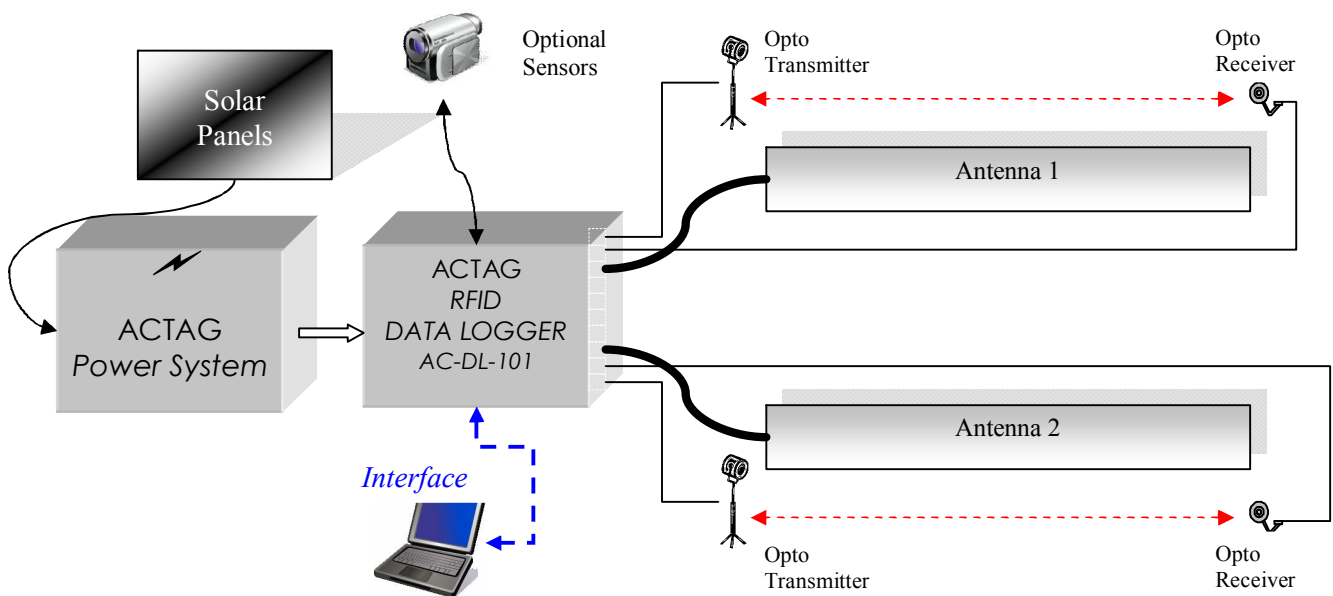 Solar
Panels
Optional
Sensors
Opto
Transmitter
Opto
Receiver
Antenna 1
ACTAG
Power System
ACTAG
RFID
DATA LOGGER
AC-DL-101
Interface
Antenna 2
Opto
Transmitter
Opto
Receiver